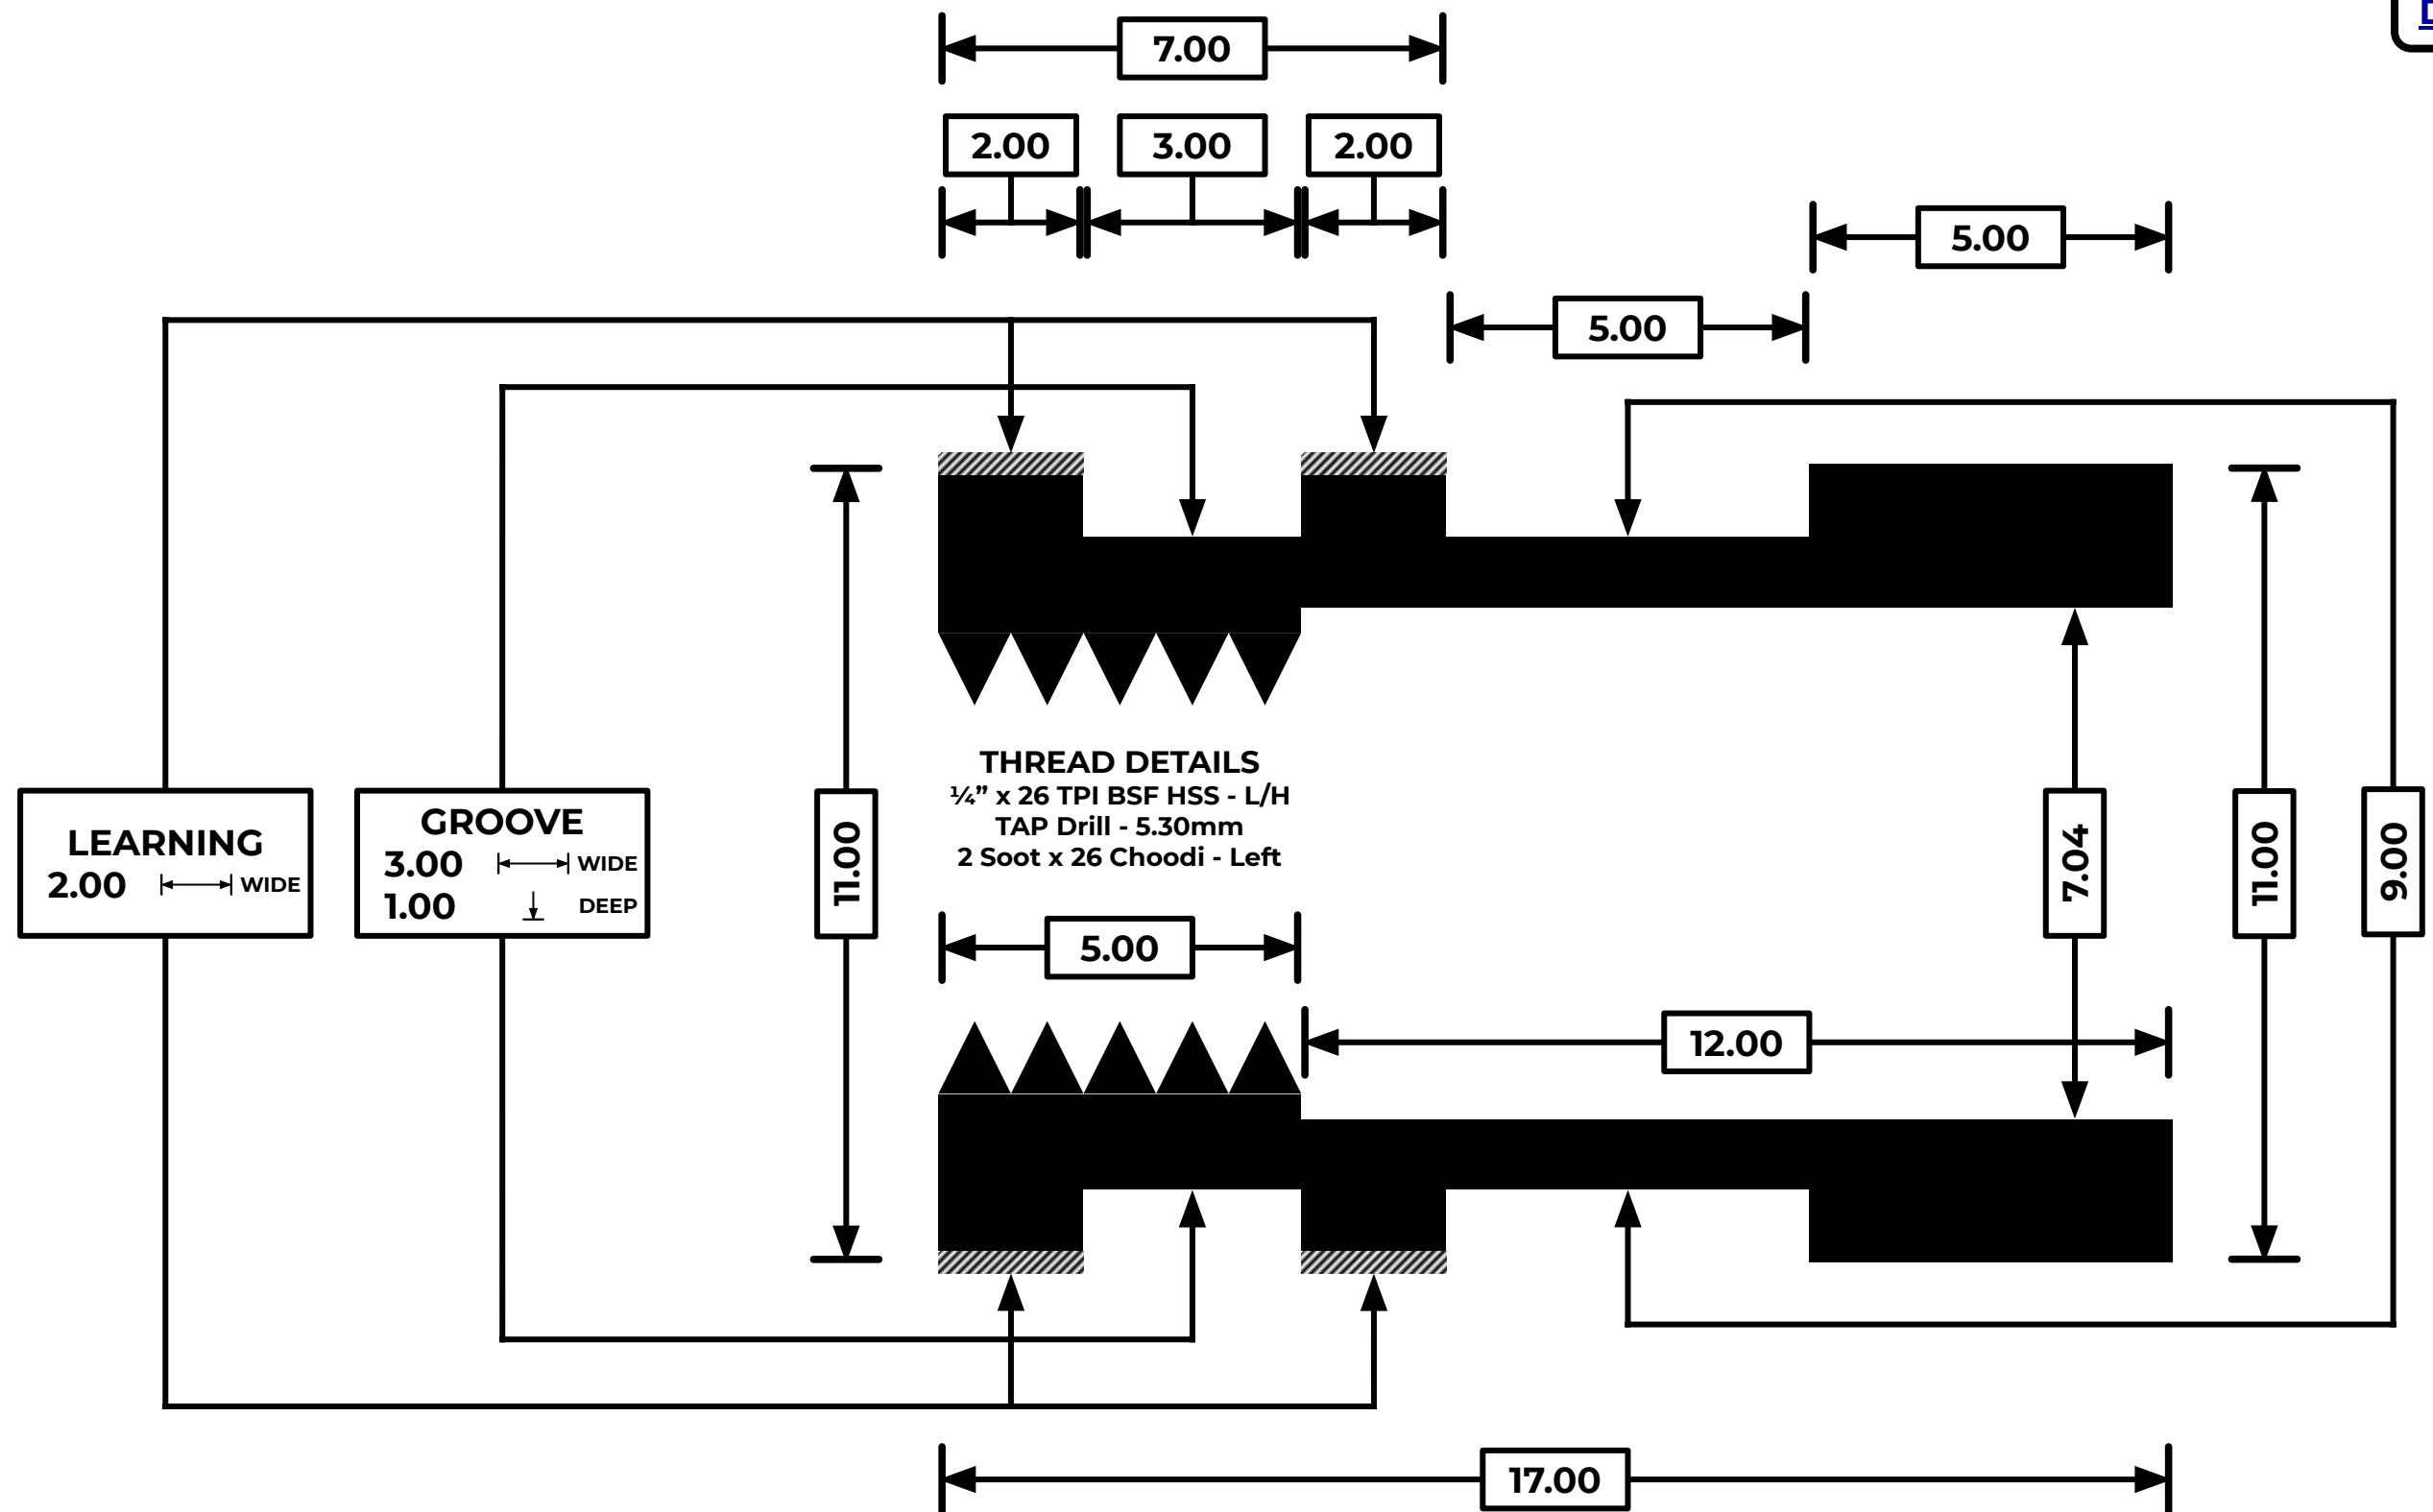 7.00
2.00
3.00
2.00
5.00
5.00
THREAD DETAILS
¼” x 26 TPI BSF HSS - L/H
TAP Drill - 5.30mm
2 Soot x 26 Choodi - Left
LEARNING
2.00 WIDE
GROOVE
3.00 WIDE
1.00 DEEP
11.00
7.04
11.00
9.00
5.00
12.00
17.00